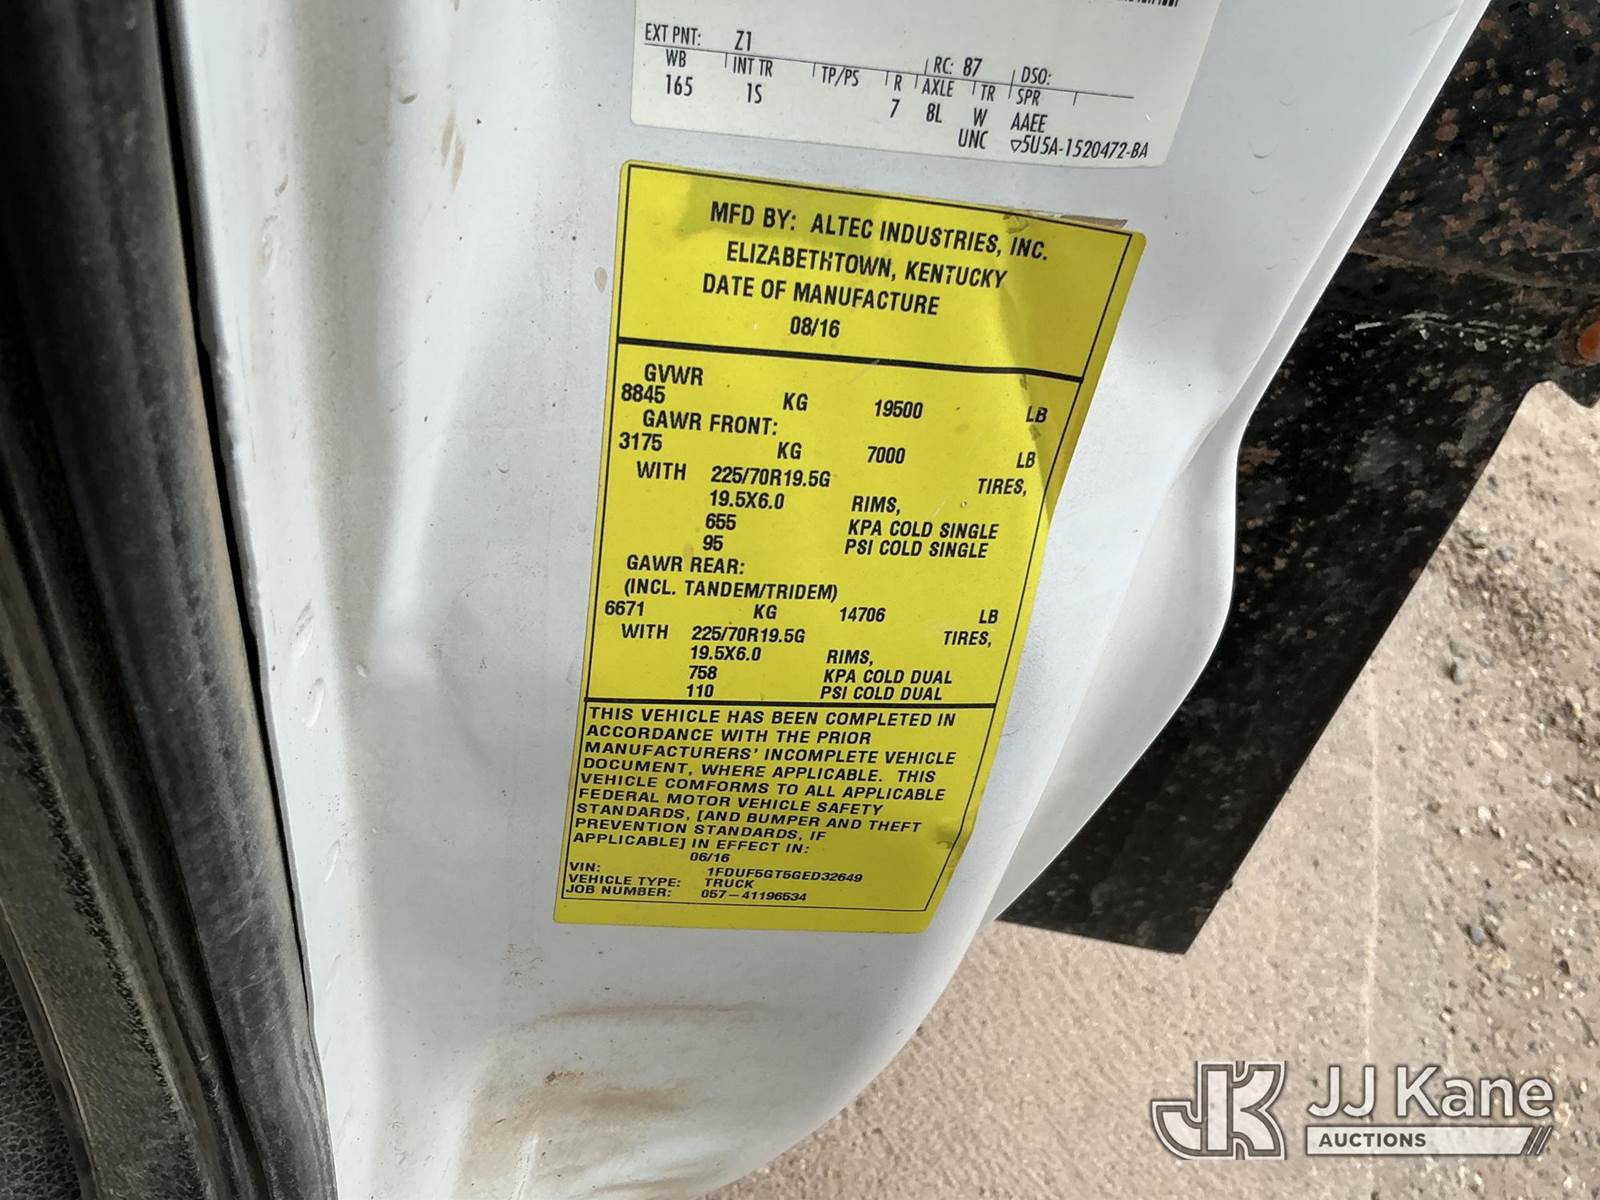 EXT PNT: Z1 RC: 87 DSO:
WB INT TR TP/PS R AXLE TR SPR
165 1S 7 8L W AAEE
UNC ▽5U5A-1520472-BA
MFD BY: ALTEC INDUSTRIES, INC.
ELIZABETHTOWN, KENTUCKY
DATE OF MANUFACTURE
08/16
GVWR
8845 KG 19500 LB
GAWR FRONT:
3175 KG 7000 LB
WITH 225/70R19.5G TIRES,
19.5X6.0 RIMS,
655 KPA COLD SINGLE
95 PSI COLD SINGLE
GAWR REAR:
(INCL. TANDEM/TRIDEM)
6671 KG 14706 LB
WITH 225/70R19.5G TIRES,
19.5X6.0 RIMS,
758 KPA COLD DUAL
110 PSI COLD DUAL
THIS VEHICLE HAS BEEN COMPLETED IN
ACCORDANCE WITH THE PRIOR
MANUFACTURERS' INCOMPLETE VEHICLE
DOCUMENT, WHERE APPLICABLE. THIS
VEHICLE COMFORMS TO ALL APPLICABLE
FEDERAL MOTOR VEHICLE SAFETY
STANDARDS, [AND BUMPER AND THEFT
PREVENTION STANDARDS, IF
APPLICABLE] IN EFFECT IN:
06/16
VIN: 1FDUF5GT5GED32649
VEHICLE TYPE: TRUCK
JOB NUMBER: 057-41196534
JK JJ Kane
AUCTIONS